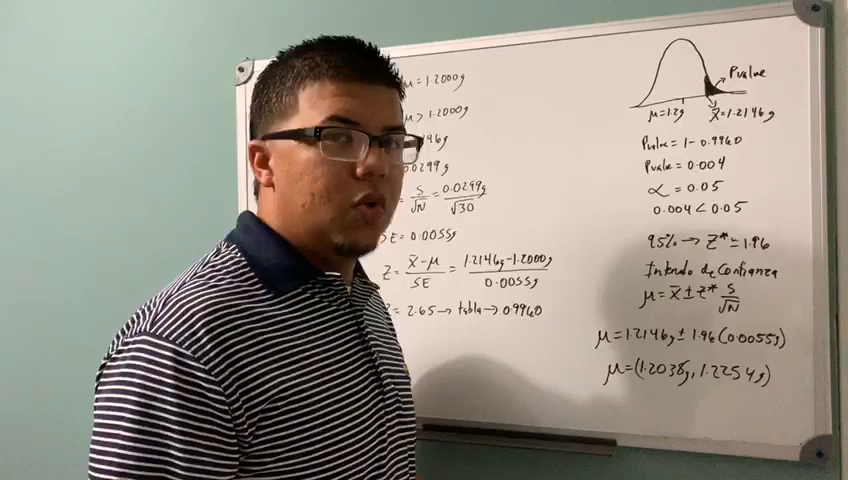 μ = 1.2000g
μ > 1.2000g
46g
0.0299g
= S/√N = 0.0299g/√30
SE = 0.0055g
Z = (x̄ - μ)/SE = (1.2146g - 1.2000g)/0.0055g
= 2.65 → tabla → 0.9960
Pvalue
μ = 1.2g x̄ = 1.2146g
Pvalue = 1 - 0.9960
Pvalue = 0.004
α = 0.05
0.004 < 0.05
95% → Z* = 1.96
Intervalo de Confianza
μ = x̄ ± Z* S/√N
μ = 1.2146g ± 1.96 (0.0055g)
μ = (1.2038g, 1.2254g)